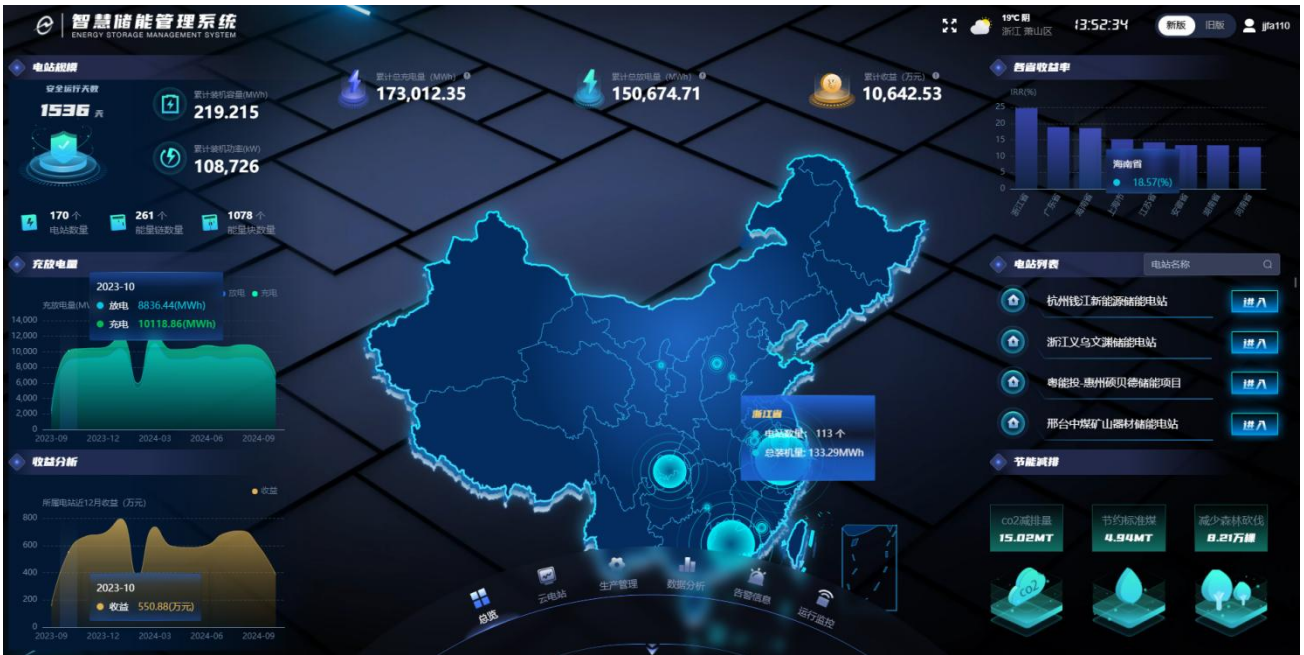 智慧储能管理系统
ENERGY STORAGE MANAGEMENT SYSTEM
19℃ 阴
浙江 萧山区
13:52:34
新版
旧版
jjfa110
电站规模
安全运行天数
1536 天
累计装机容量(MWh)
219.215
累计装机功率(kW)
108,726
170 个
电站数量
261 个
能量链数量
1078 个
能量块数量
累计总充电量 (MWh)
173,012.35
累计总放电量 (MWh)
150,674.71
累计收益 (万元)
10,642.53
各省收益率
IRR(%)
25
20
15
10
5
0
海南省
18.57(%)
浙江省
广东省
海南省
上海市
江苏省
安徽省
湖南省
河南省
充放电量
充放电量(MW
放电
充电
2023-10
放电 8836.44(MWh)
充电 10118.86(MWh)
14,000
12,000
10,000
8,000
6,000
4,000
2,000
0
2023-09
2023-12
2024-03
2024-06
2024-09
收益分析
收益
所属电站近12月收益 (万元)
800
600
400
200
0
2023-10
收益 550.88(万元)
2023-09
2023-12
2024-03
2024-06
2024-09
浙江省
电站数量: 113 个
总装机量: 133.29MWh
总览
云电站
生产管理
数据分析
告警信息
运行监控
电站列表
电站名称
杭州钱江新能源储能电站
进入
浙江义乌文渊储能电站
进入
粤能投-惠州硕贝德储能项目
进入
邢台中煤矿山器材储能电站
进入
节能减排
co2减排量
15.02MT
节约标准煤
4.94MT
减少森林砍伐
8.21万棵
co2